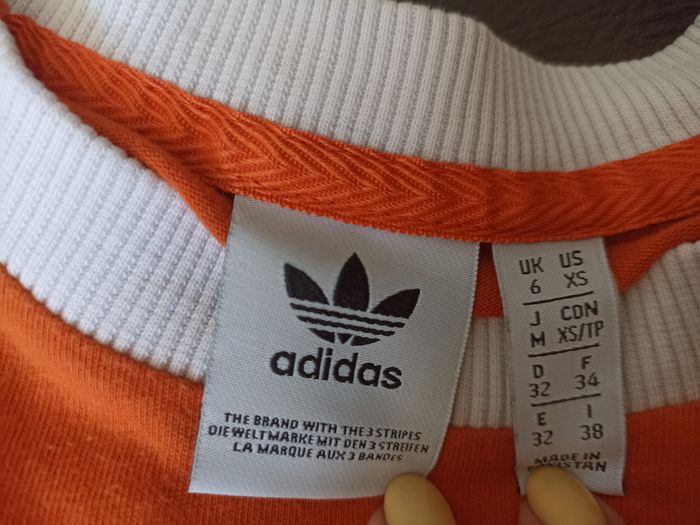 adidas
THE BRAND WITH THE 3 STRIPES
DIE WELTMARKE MIT DEN 3 STREIFEN
LA MARQUE AUX 3 BANDES
UK US
6 XS
J CDN
M XS/TP
D F
32 34
E I
32 38
MADE IN